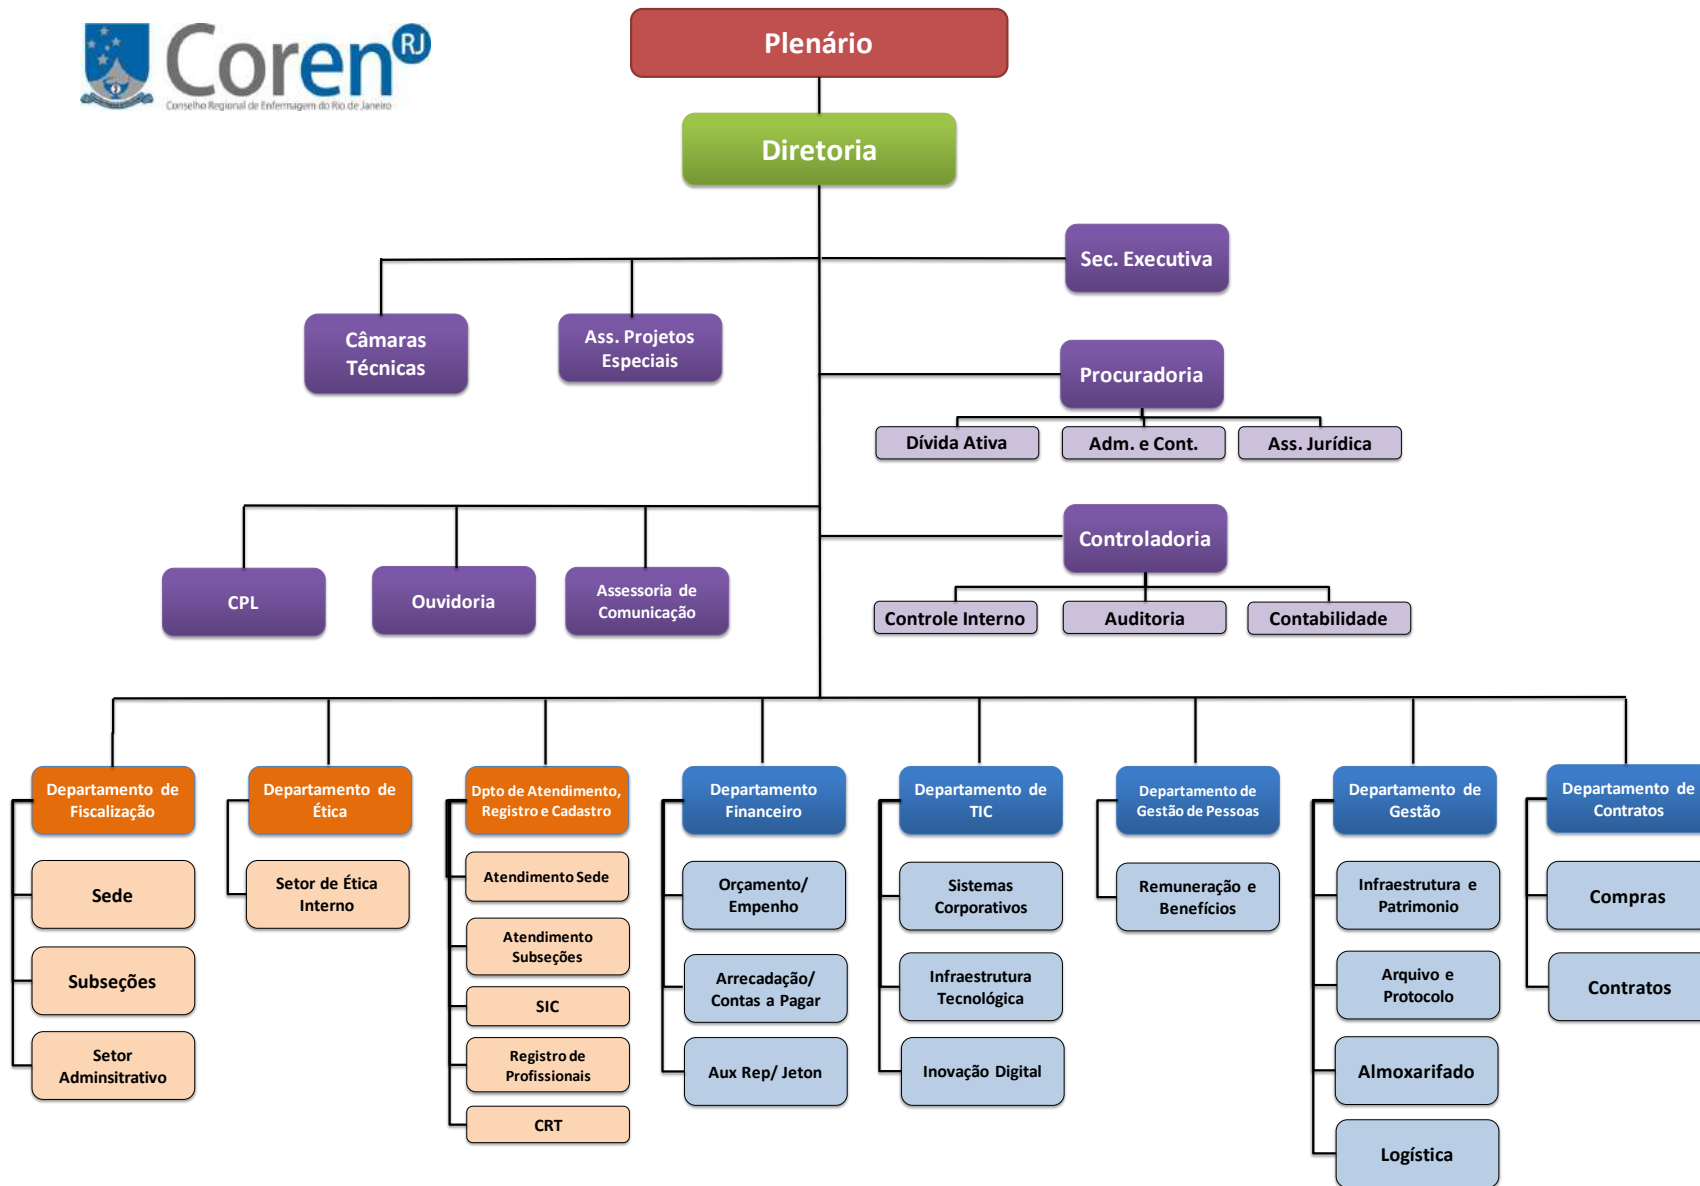 Coren RJ
Conselho Regional de Enfermagem do Rio de Janeiro
Plenário
Diretoria
Sec. Executiva
Câmaras
Técnicas
Ass. Projetos
Especiais
Procuradoria
Dívida Ativa
Adm. e Cont.
Ass. Jurídica
Controladoria
CPL
Ouvidoria
Assessoria de
Comunicação
Controle Interno
Auditoria
Contabilidade
Departamento de
Fiscalização
Sede
Subseções
Setor
Adminsitrativo
Departamento de
Ética
Setor de Ética
Interno
Dpto de Atendimento,
Registro e Cadastro
Atendimento Sede
Atendimento
Subseções
SIC
Registro de
Profissionais
CRT
Departamento
Financeiro
Orçamento/
Empenho
Arrecadação/
Contas a Pagar
Aux Rep/ Jeton
Departamento de
TIC
Sistemas
Corporativos
Infraestrutura
Tecnológica
Inovação Digital
Departamento de
Gestão de Pessoas
Remuneração e
Benefícios
Departamento de
Gestão
Infraestrutura e
Patrimonio
Arquivo e
Protocolo
Almoxarifado
Logística
Departamento de
Contratos
Compras
Contratos